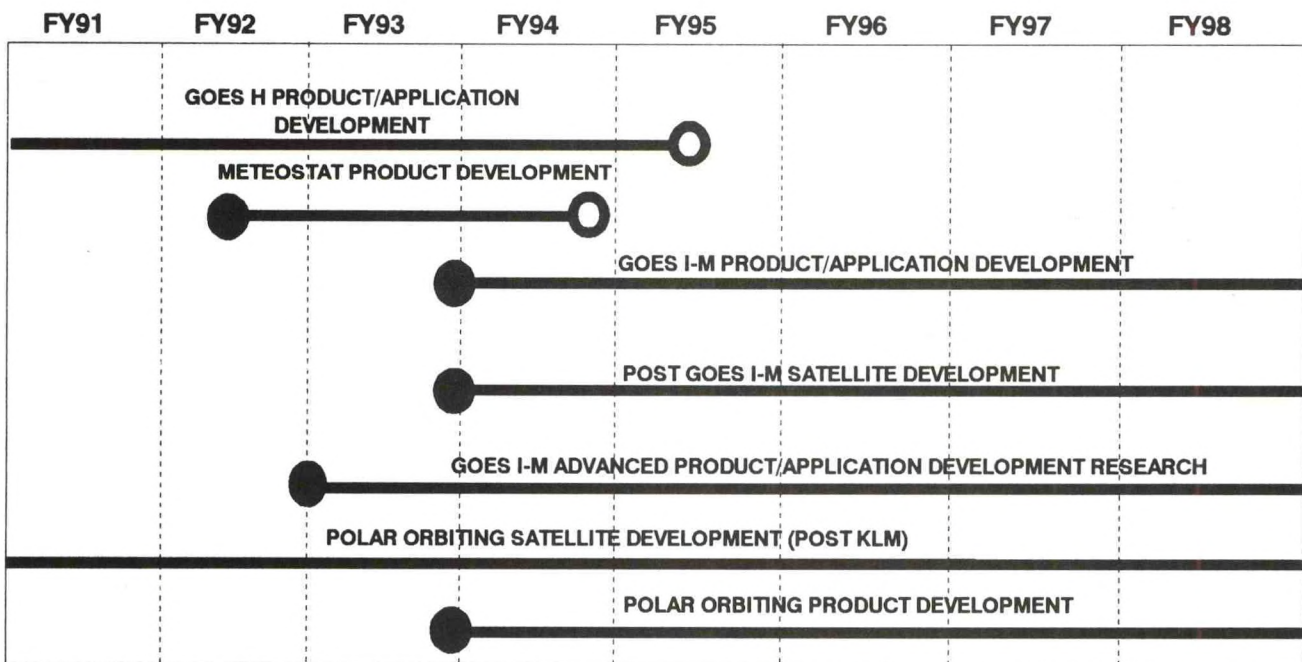 FY91 FY92 FY93 FY94 FY95 FY96 FY97 FY98
GOES H PRODUCT/APPLICATION
DEVELOPMENT
METEOSTAT PRODUCT DEVELOPMENT
GOES I-M PRODUCT/APPLICATION DEVELOPMENT
POST GOES I-M SATELLITE DEVELOPMENT
GOES I-M ADVANCED PRODUCT/APPLICATION DEVELOPMENT RESEARCH
POLAR ORBITING SATELLITE DEVELOPMENT (POST KLM)
POLAR ORBITING PRODUCT DEVELOPMENT